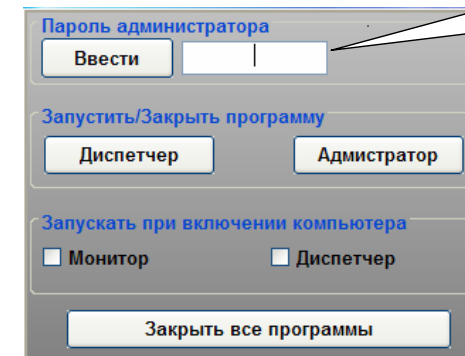 Пароль администратора
Ввести
Запустить/Закрыть программу
Диспетчер Адмистратор
Запускать при включении компьютера
Монитор Диспетчер
Закрыть все программы